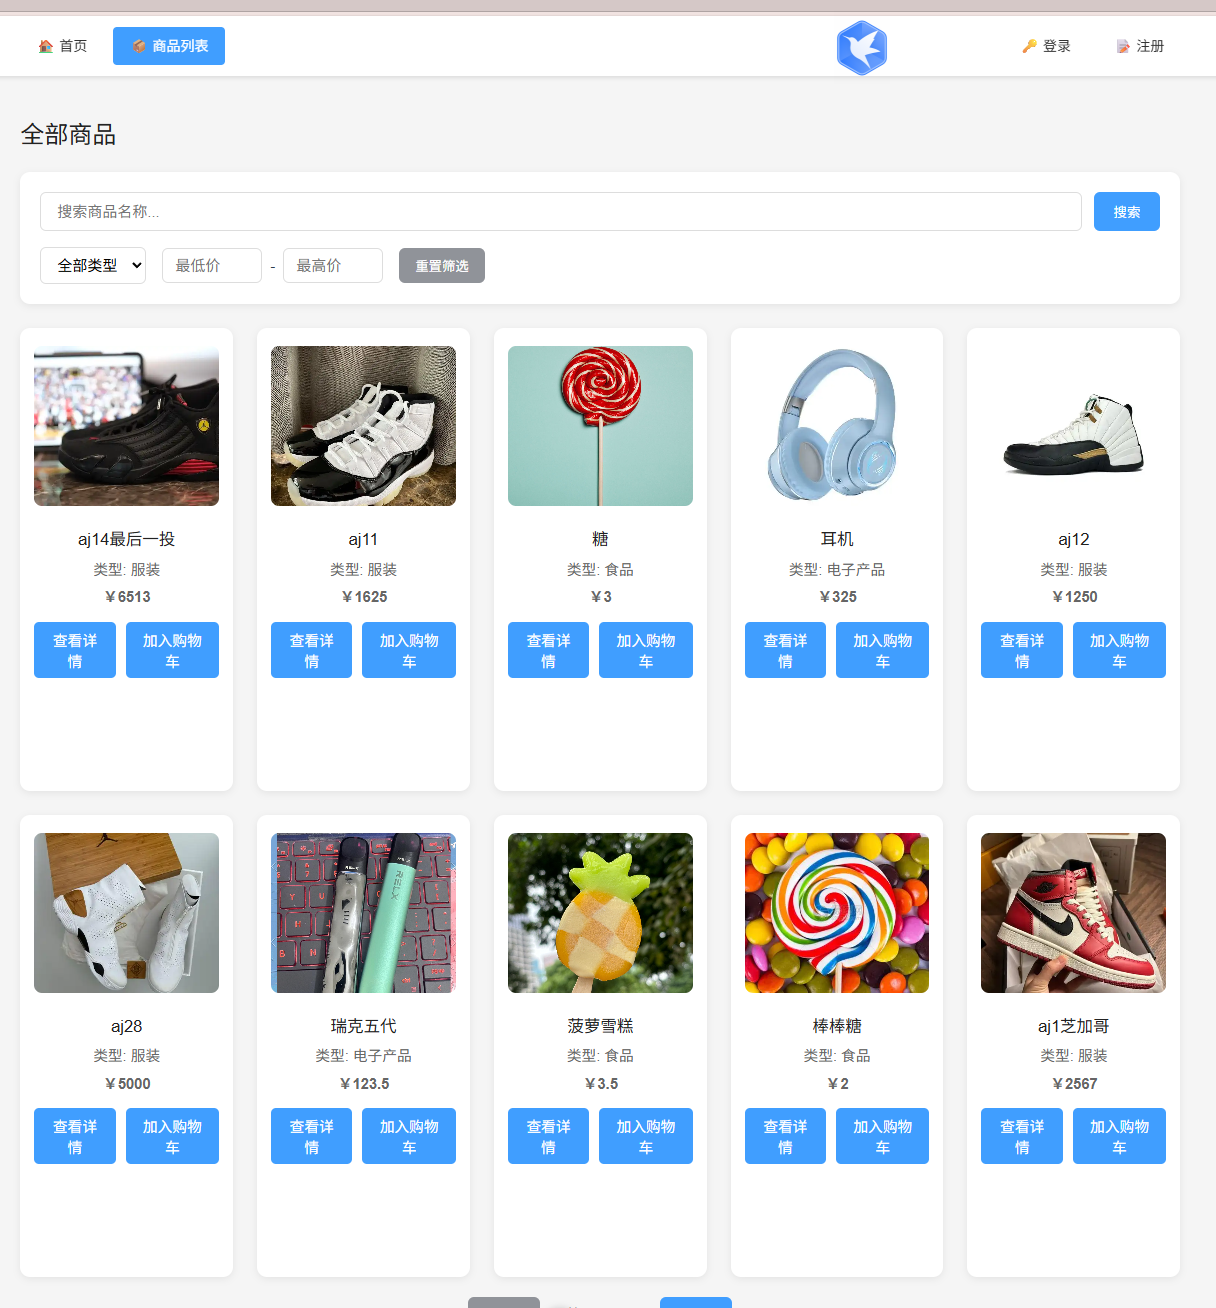 首页
商品列表
登录
注册
全部商品
搜索商品名称...
搜索
全部类型
最低价
-
最高价
重置筛选
aj14最后一投
类型: 服装
¥6513
查看详
情
加入购物
车
aj11
类型: 服装
¥1625
查看详
情
加入购物
车
糖
类型: 食品
¥3
查看详
情
加入购物
车
耳机
类型: 电子产品
¥325
查看详
情
加入购物
车
aj12
类型: 服装
¥1250
查看详
情
加入购物
车
aj28
类型: 服装
¥5000
查看详
情
加入购物
车
RELX
瑞克五代
类型: 电子产品
¥123.5
查看详
情
加入购物
车
菠萝雪糕
类型: 食品
¥3.5
查看详
情
加入购物
车
棒棒糖
类型: 食品
¥2
查看详
情
加入购物
车
aj1芝加哥
类型: 服装
¥2567
查看详
情
加入购物
车